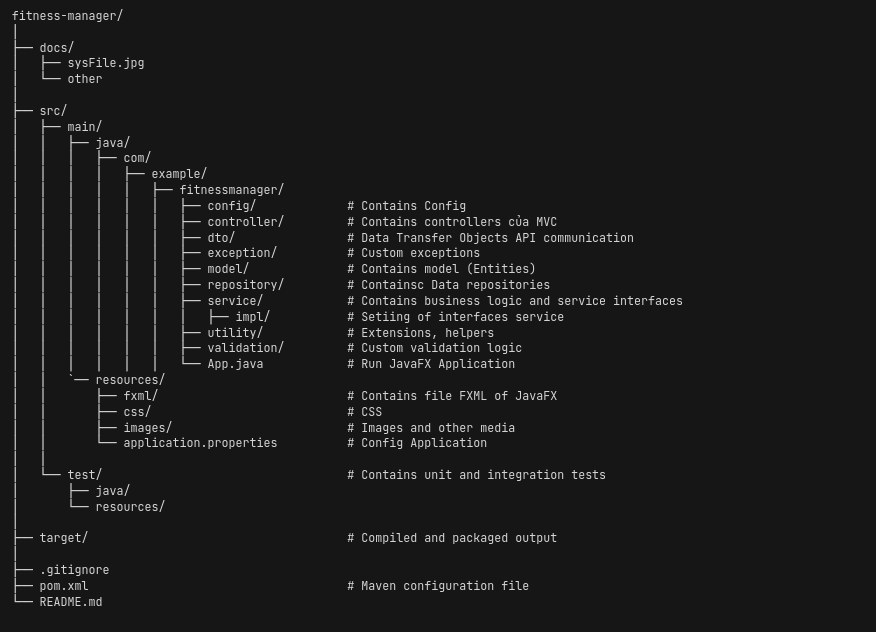 fitness-manager/
│
├── docs/
│   ├── sysFile.jpg
│   └── other
│
├── src/
│   ├── main/
│   │   ├── java/
│   │   │   ├── com/
│   │   │   │   ├── example/
│   │   │   │   │   ├── fitnessmanager/
│   │   │   │   │   │   ├── config/             # Contains Config
│   │   │   │   │   │   ├── controller/         # Contains controllers của MVC
│   │   │   │   │   │   ├── dto/                # Data Transfer Objects API communication
│   │   │   │   │   │   ├── exception/          # Custom exceptions
│   │   │   │   │   │   ├── model/              # Contains model (Entities)
│   │   │   │   │   │   ├── repository/         # Containsc Data repositories
│   │   │   │   │   │   ├── service/            # Contains business logic and service interfaces
│   │   │   │   │   │   │   ├── impl/           # Setiing of interfaces service
│   │   │   │   │   │   ├── utility/            # Extensions, helpers
│   │   │   │   │   │   ├── validation/         # Custom validation logic
│   │   │   │   │   │   └── App.java            # Run JavaFX Application
│   │   `── resources/
│   │       ├── fxml/                           # Contains file FXML of JavaFX
│   │       ├── css/                            # CSS
│   │       ├── images/                         # Images and other media
│   │       └── application.properties          # Config Application
│   │
│   └── test/                                   # Contains unit and integration tests
│       ├── java/
│       └── resources/
│
├── target/                                     # Compiled and packaged output
│
├── .gitignore
├── pom.xml                                     # Maven configuration file
└── README.md